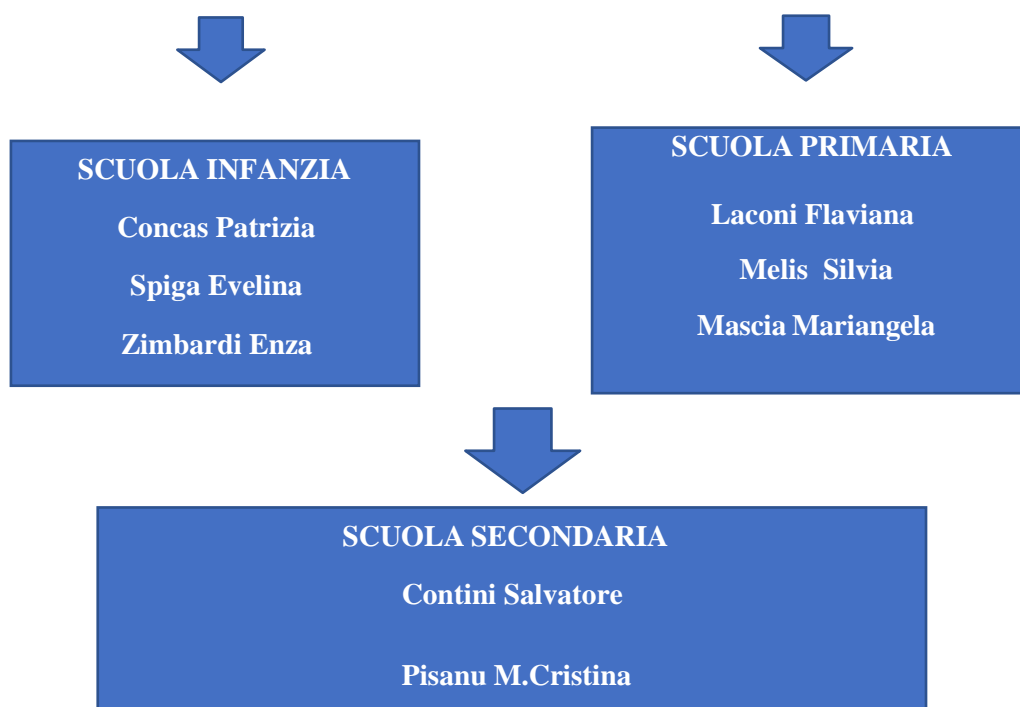 SCUOLA INFANZIA
Concas Patrizia
Spiga Evelina
Zimbardi Enza
SCUOLA PRIMARIA
Laconi Flaviana
Melis  Silvia
Mascia Mariangela
SCUOLA SECONDARIA
Contini Salvatore
Pisanu M.Cristina